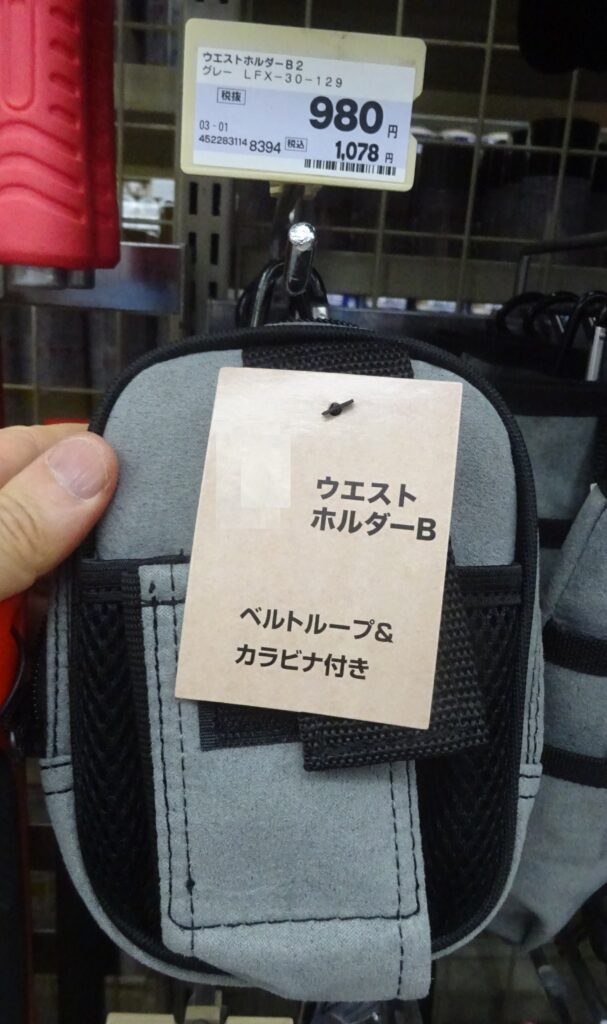 ウエストホルダーB2
グレー LFX-30-129
税抜 980円
03-01
452283114 8394 税込 1,078円
ウエスト
ホルダーB
ベルトループ&
カラビナ付き